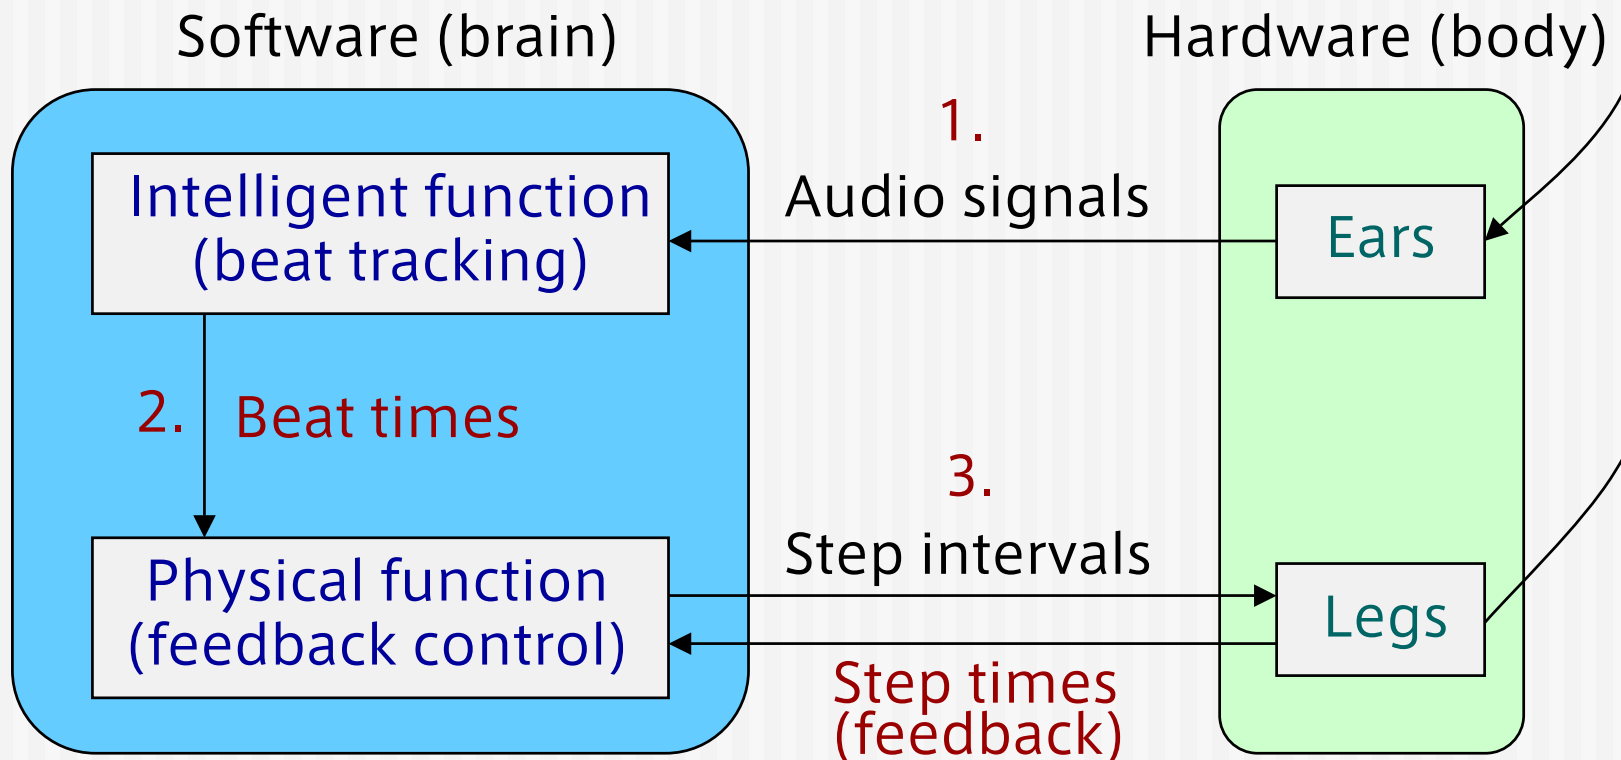 Software (brain)
Hardware (body)
1.
Intelligent function
(beat tracking)
Audio signals
Ears
2.
Beat times
3.
Physical function
(feedback control)
Step intervals
Legs
Step times
(feedback)